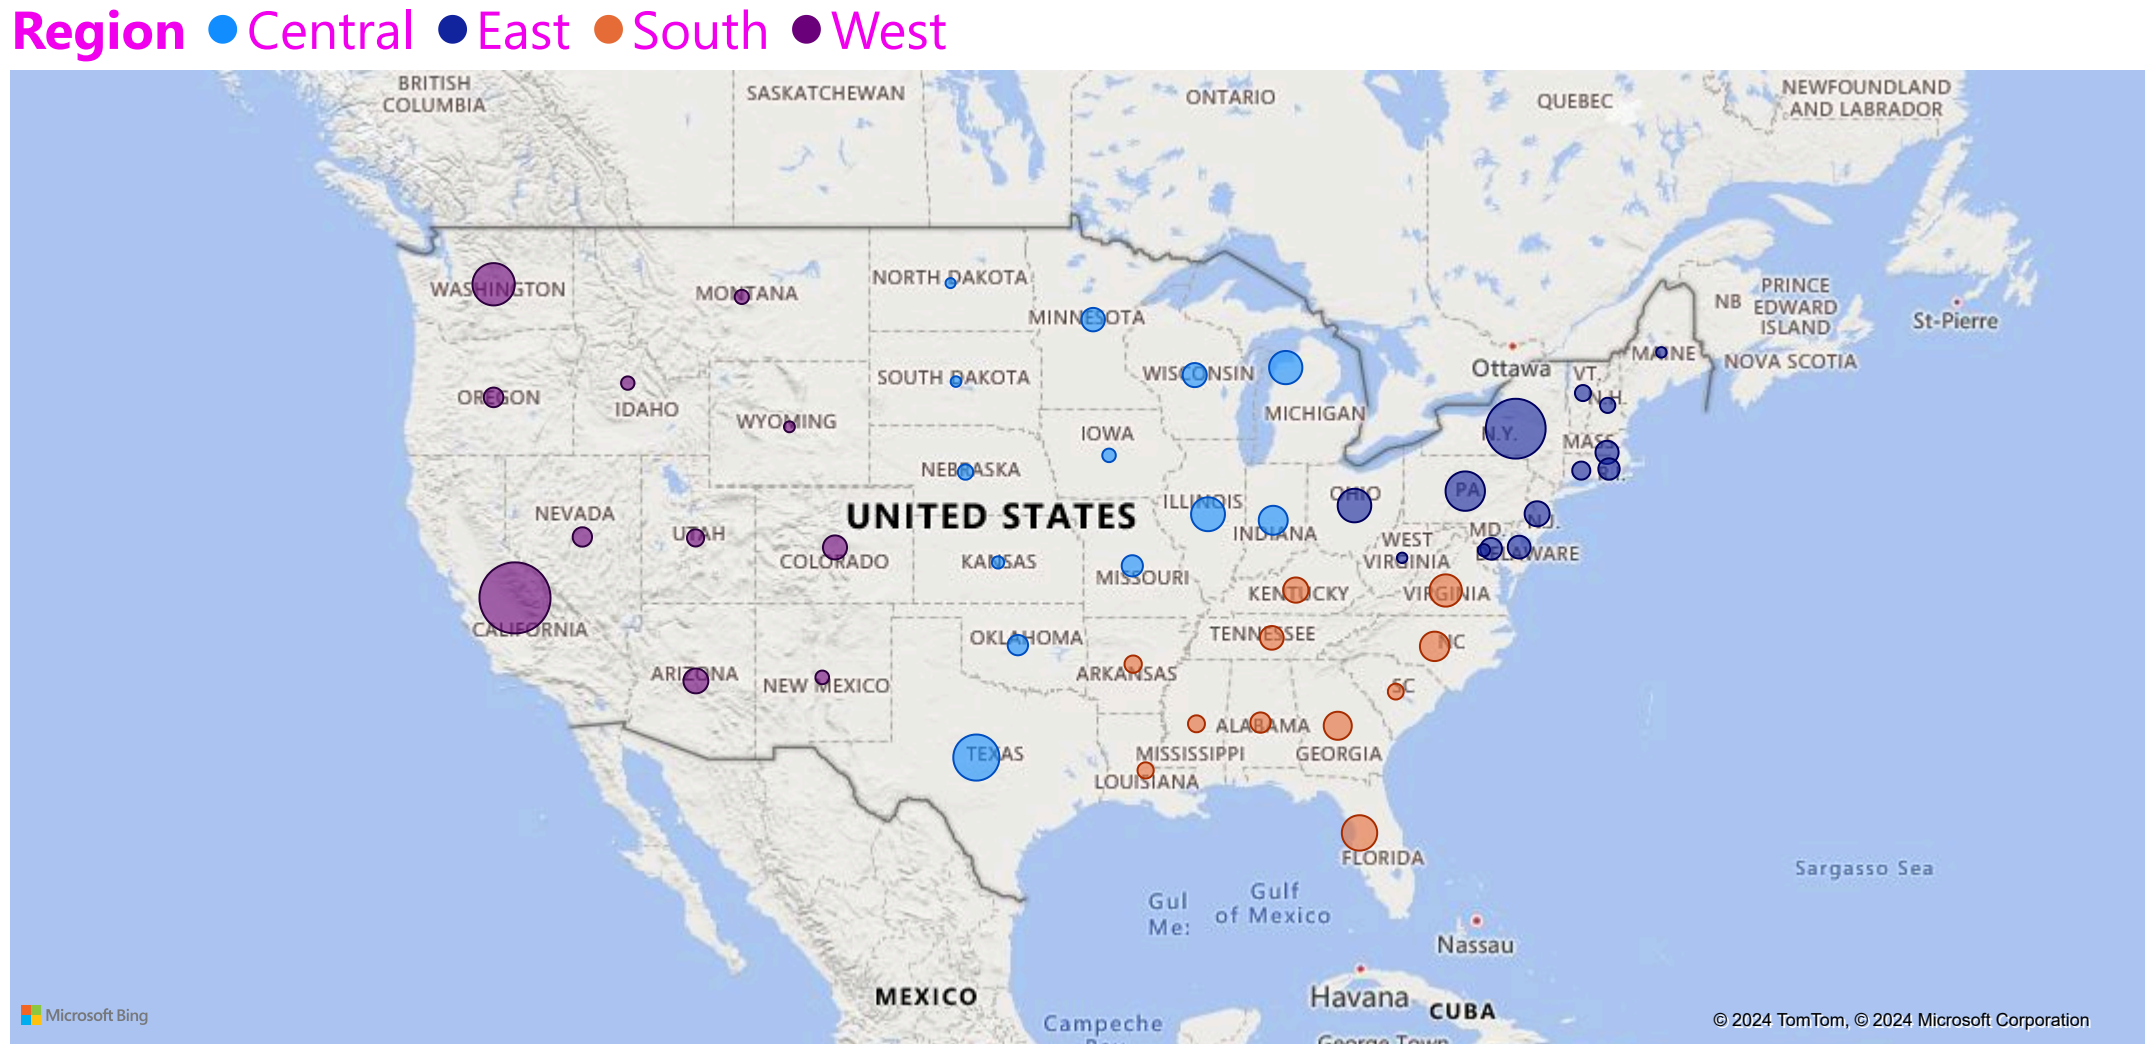 Region Central East South West
BRITISH
COLUMBIA
SASKATCHEWAN
ONTARIO
QUEBEC
NEWFOUNDLAND
AND LABRADOR
WASHINGTON
MONTANA
NORTH DAKOTA
MINNESOTA
NB
PRINCE
EDWARD
ISLAND
St-Pierre
OREGON
IDAHO
WYOMING
SOUTH DAKOTA
WISCONSIN
MICHIGAN
Ottawa
VT.
N.H.
MAINE
NOVA SCOTIA
IOWA
N.Y.
MASS
R.I.
NEBRASKA
NEVADA
UTAH
COLORADO
UNITED STATES
ILLINOIS
INDIANA
OHIO
PA
N.J.
MD.
DELAWARE
WEST
VIRGINIA
KANSAS
MISSOURI
KENTUCKY
VIRGINIA
CALIFORNIA
ARIZONA
NEW MEXICO
OKLAHOMA
ARKANSAS
TENNESSEE
NC
SC
TEXAS
MISSISSIPPI
ALABAMA
GEORGIA
LOUISIANA
FLORIDA
Sargasso Sea
Gul
Me:
Gulf
of Mexico
Nassau
MEXICO
Havana
CUBA
Campeche
George Town
Microsoft Bing
© 2024 TomTom, © 2024 Microsoft Corporation